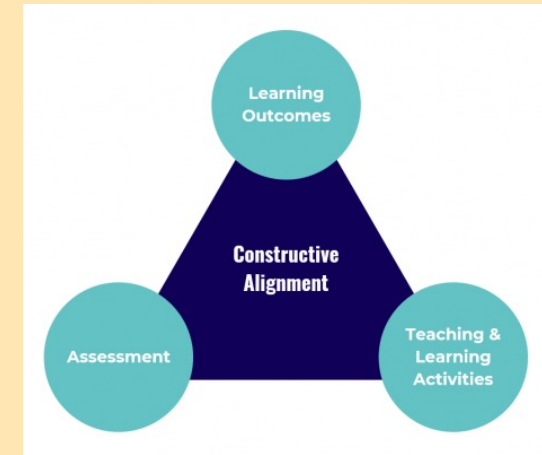 Learning
Outcomes
Constructive
Alignment
Assessment
Teaching &
Learning
Activities